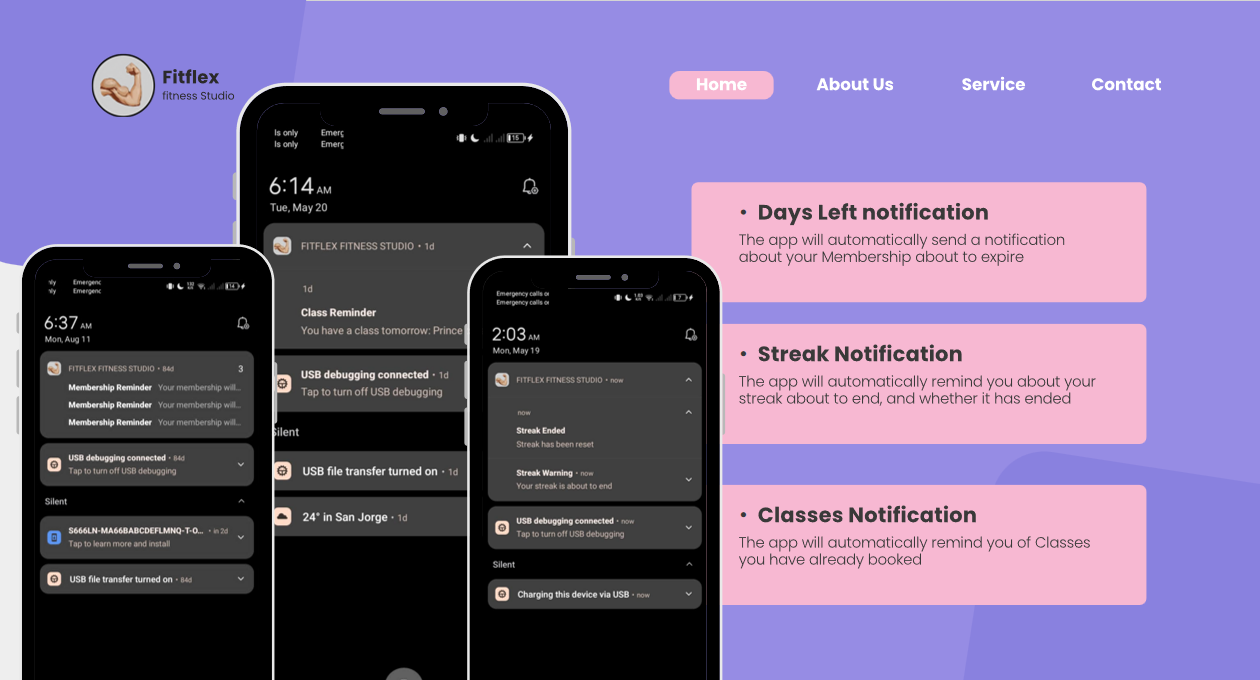 Fitflex
fitness Studio
Home
About Us
Service
Contact
Is only Emerg
Is only Emerg
15
6:14 AM
Tue, May 20
FITFLEX FITNESS STUDIO • 1d
1d
Class Reminder
You have a class tomorrow: Prince
USB debugging connected • 1d
Tap to turn off USB debugging
Silent
USB file transfer turned on • 1d
24° in San Jorge • 1d
Emergenc
Emergenc
14
6:37 AM
Mon, Aug 11
FITFLEX FITNESS STUDIO • 84d
3
Membership Reminder Your membership will...
Membership Reminder Your membership will...
Membership Reminder Your membership will...
USB debugging connected • 84d
Tap to turn off USB debugging
Silent
S666LN-MA66BABCDEFLMNQ-T-O... • in 2d
Tap to learn more and install
USB file transfer turned on • 84d
Emergency calls o
Emergency calls o
7
2:03 AM
Mon, May 19
FITFLEX FITNESS STUDIO • now
now
Streak Ended
Streak has been reset
Streak Warning • now
Your streak is about to end
USB debugging connected • now
Tap to turn off USB debugging
Silent
Charging this device via USB • now
• Days Left notification
The app will automatically send a notification
about your Membership about to expire
• Streak Notification
The app will automatically remind you about your
streak about to end, and whether it has ended
• Classes Notification
The app will automatically remind you of Classes
you have already booked